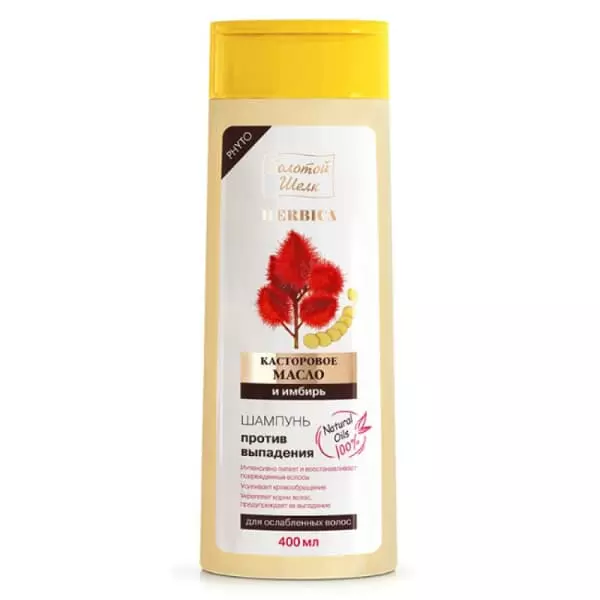 PHYTO
Золотой
Шелк
HERBICA
КАСТОРОВОЕ
МАСЛО
и имбирь
ШАМПУНЬ
против
выпадения
Natural
Oils
100%
Интенсивно питает и восстанавливает
поврежденные волосы
Усиливает кровообращение
Укрепляет корни волос,
предупреждает их выпадение
для ослабленных волос
400 мл